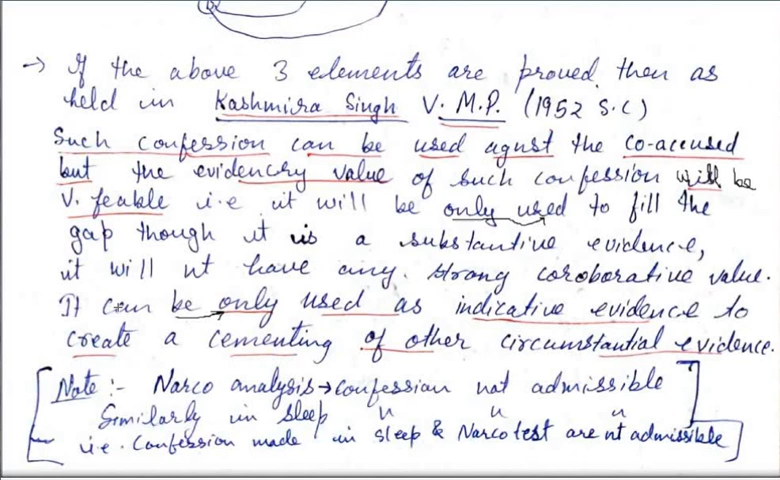 → If the above 3 elements are proved then as
held in Kashmira Singh V. M.P. (1952 S.C)
Such confession can be used agnst the co-accused
but the evidencry value of such confession will be
V. feable i.e it will be only used to fill the
gap though it is a substantive evidence,
it will nt have any strong coroborative value.
It can be only used as indicative evidence to
create a cementing of other circumstantial evidence.
[Note :- Narco analysis → confession not admissible
Similarly in sleep " " "
i.e. Confession made in sleep & Narco test are nt admissible]